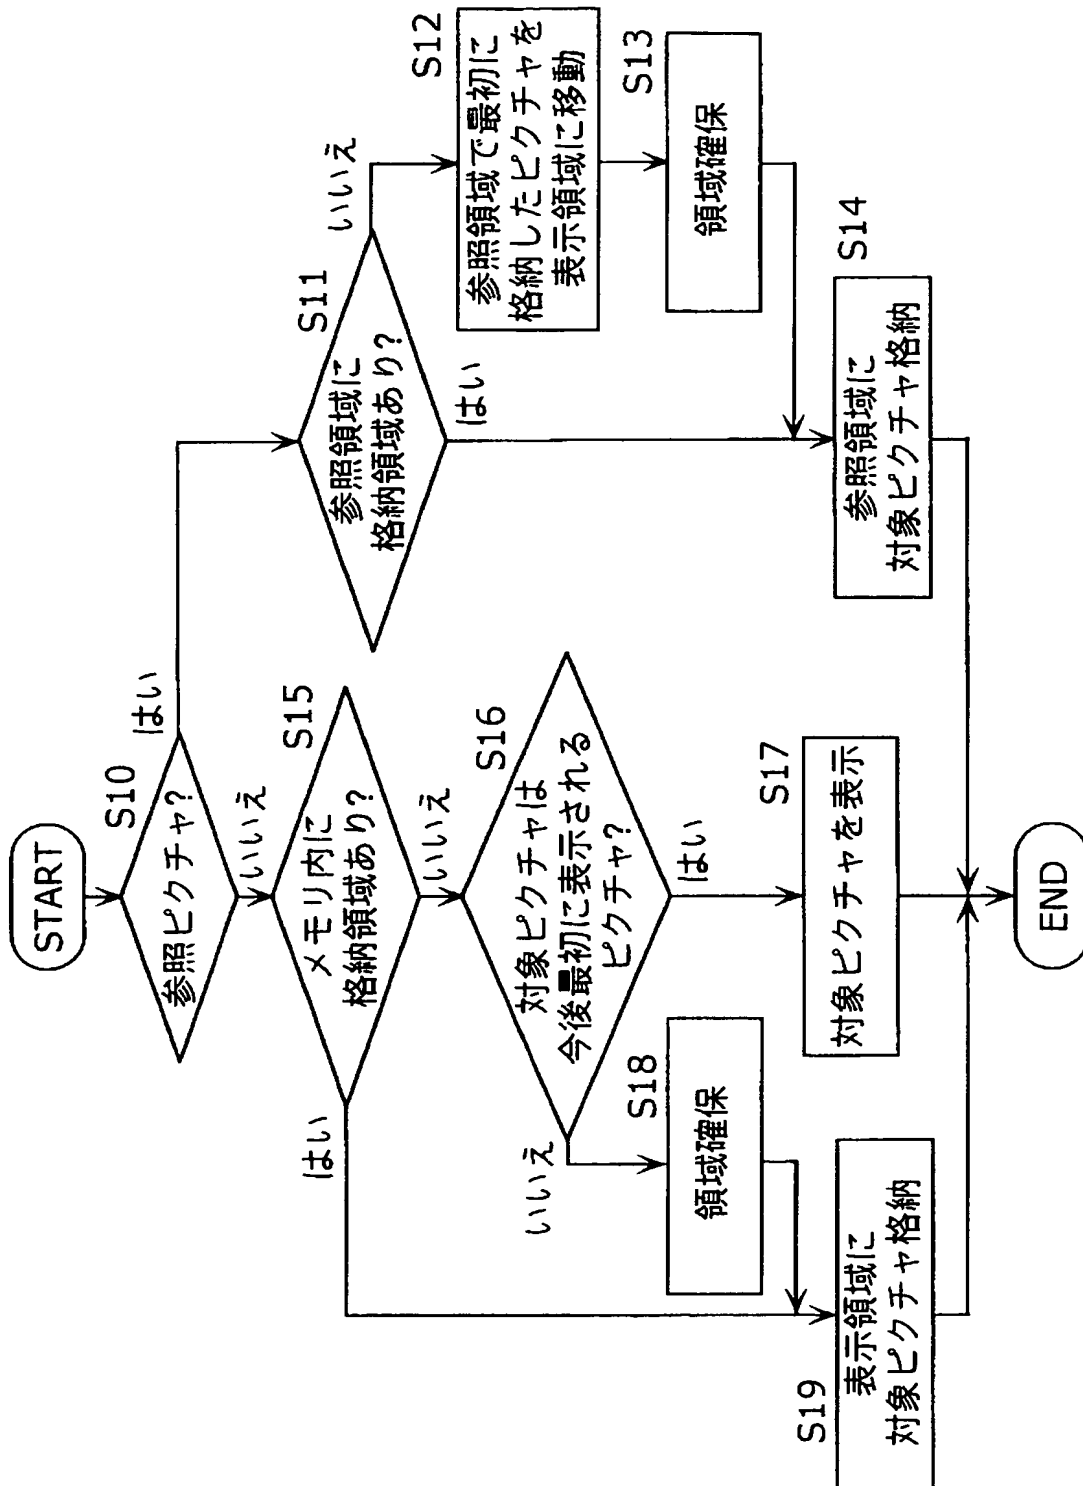 START
S10
参照ピクチャ?
はい
いいえ
S11
参照領域に
格納領域あり?
いいえ
はい
S12
参照領域で最初に
格納したピクチャを
表示領域に移動
S13
領域確保
S14
参照領域に
対象ピクチャ格納
S15
メモリ内に
格納領域あり?
はい
いいえ
S16
対象ピクチャは
今後最初に表示される
ピクチャ?
いいえ
はい
S17
対象ピクチャを表示
S18
領域確保
S19
表示領域に
対象ピクチャ格納
END